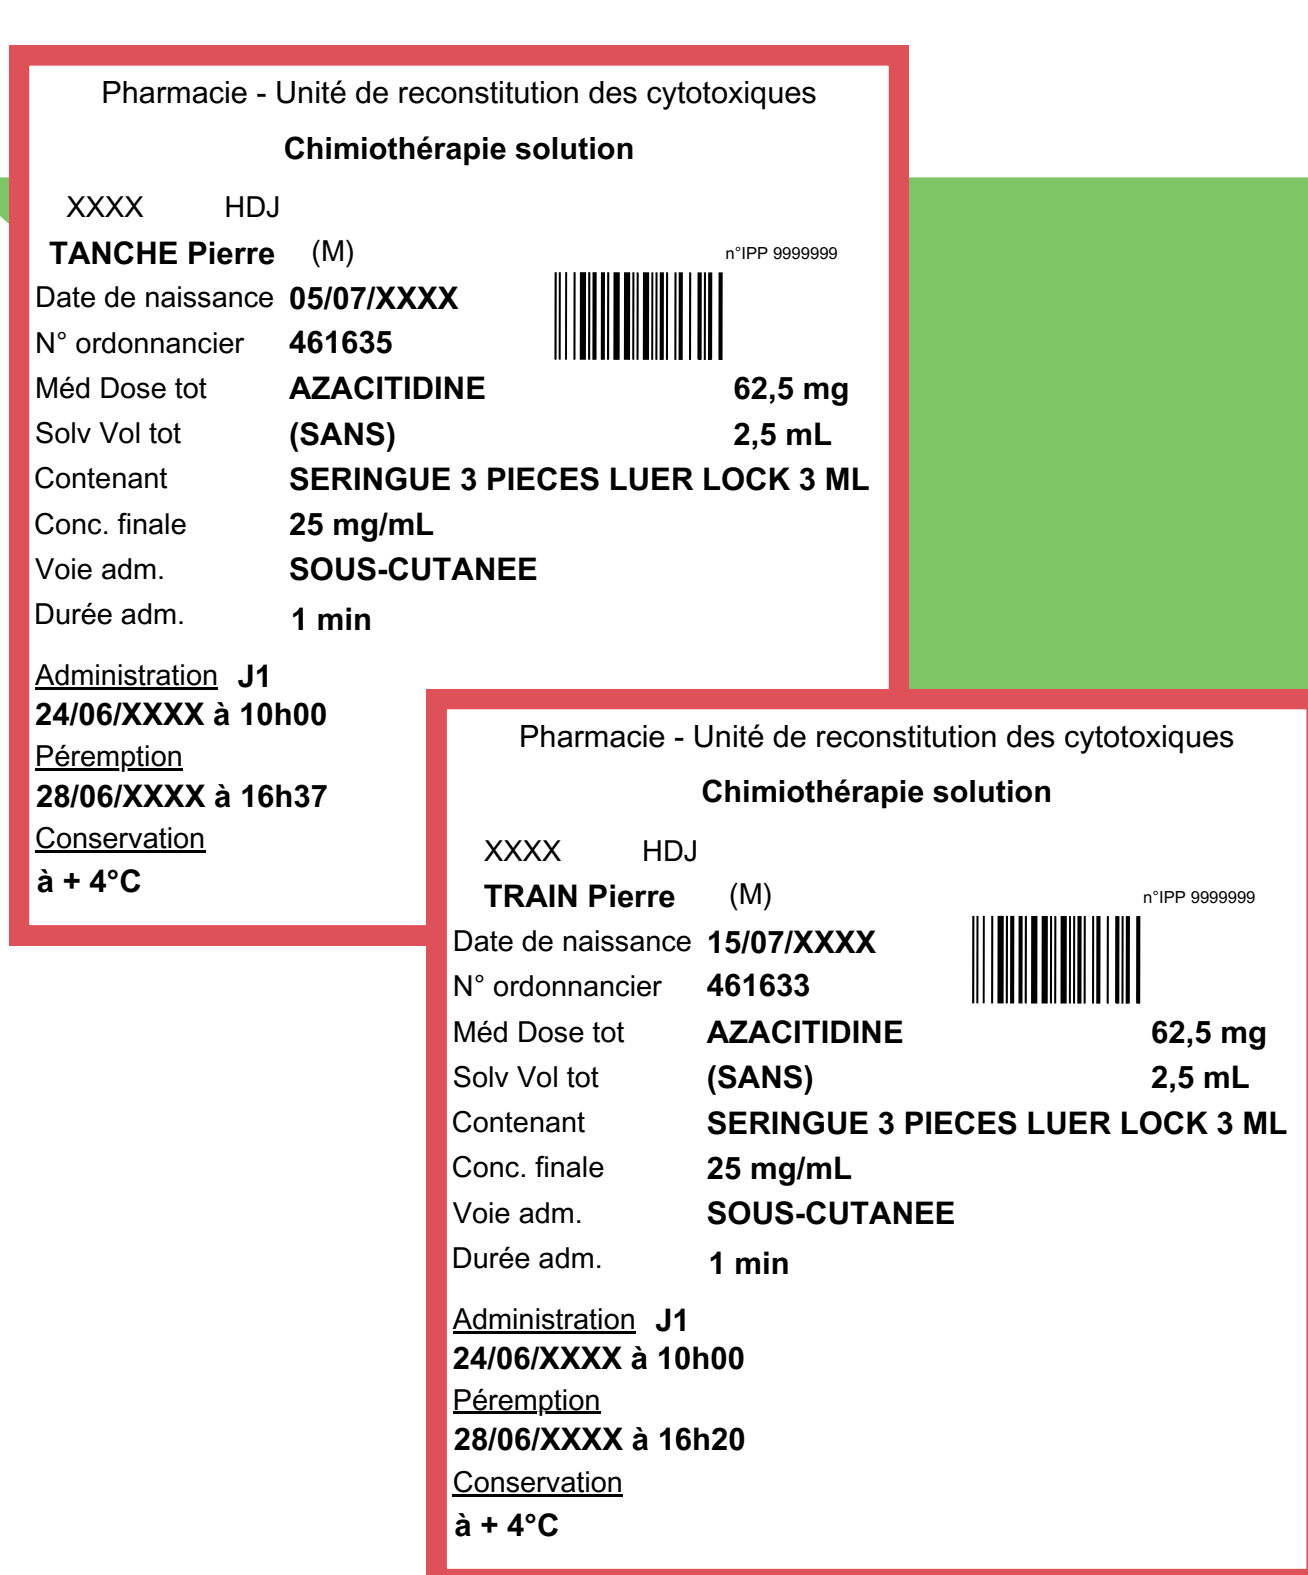 Pharmacie - Unité de reconstitution des cytotoxiques
Chimiothérapie solution
XXXX HDJ
TANCHE Pierre (M) n°IPP 9999999
Date de naissance 05/07/XXXX
N° ordonnancier 461635
Méd Dose tot AZACITIDINE 62,5 mg
Solv Vol tot (SANS) 2,5 mL
Contenant SERINGUE 3 PIECES LUER LOCK 3 ML
Conc. finale 25 mg/mL
Voie adm. SOUS-CUTANEE
Durée adm. 1 min
Administration J1
24/06/XXXX à 10h00
Péremption
28/06/XXXX à 16h37
Conservation
à + 4°C
Pharmacie - Unité de reconstitution des cytotoxiques
Chimiothérapie solution
XXXX HDJ
TRAIN Pierre (M) n°IPP 9999999
Date de naissance 15/07/XXXX
N° ordonnancier 461633
Méd Dose tot AZACITIDINE 62,5 mg
Solv Vol tot (SANS) 2,5 mL
Contenant SERINGUE 3 PIECES LUER LOCK 3 ML
Conc. finale 25 mg/mL
Voie adm. SOUS-CUTANEE
Durée adm. 1 min
Administration J1
24/06/XXXX à 10h00
Péremption
28/06/XXXX à 16h20
Conservation
à + 4°C